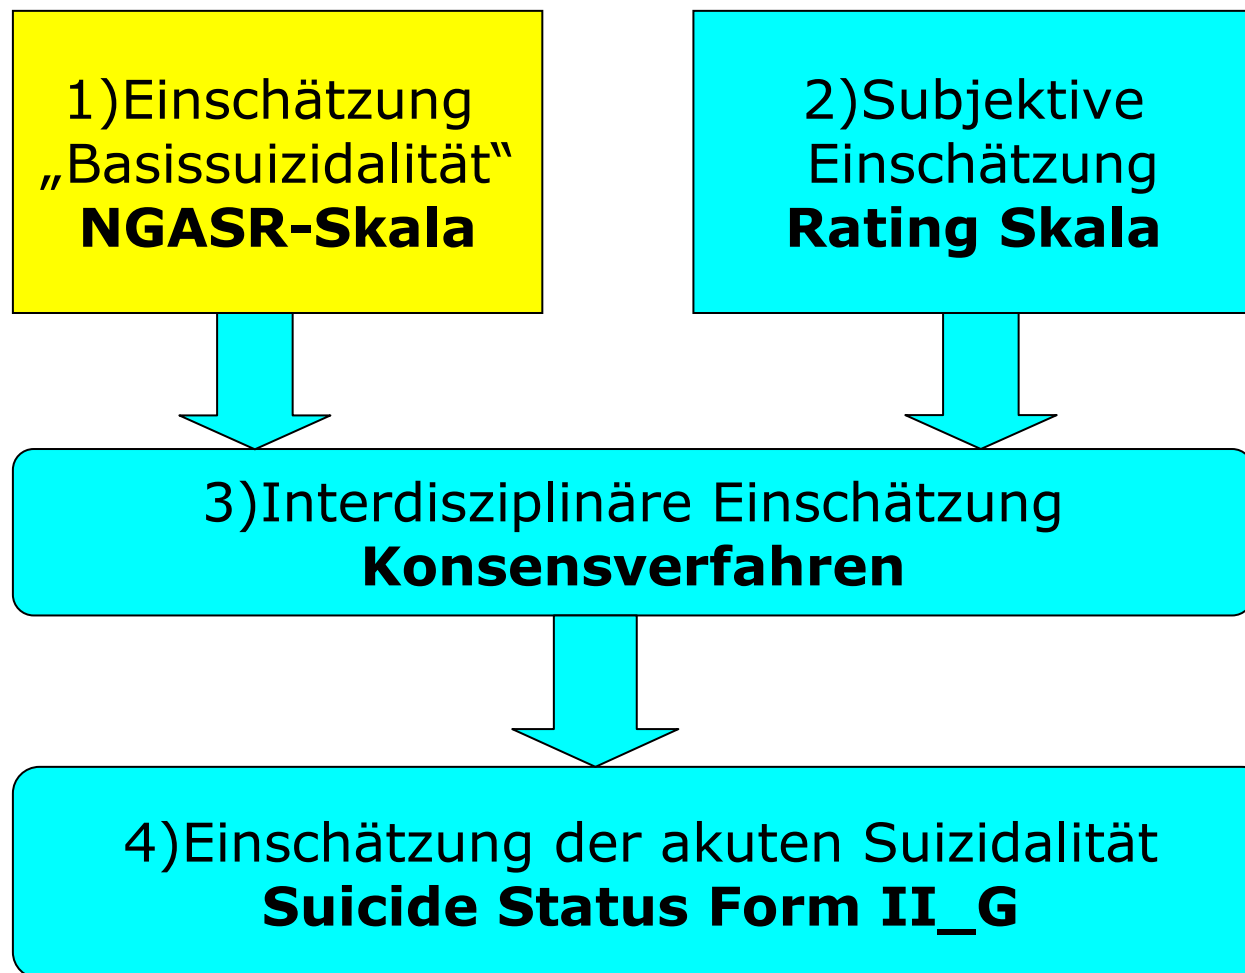 1)Einschätzung
„Basissuizidalität“
NGASR-Skala
2)Subjektive
Einschätzung
Rating Skala
3)Interdisziplinäre Einschätzung
Konsensverfahren
4)Einschätzung der akuten Suizidalität
Suicide Status Form II_G